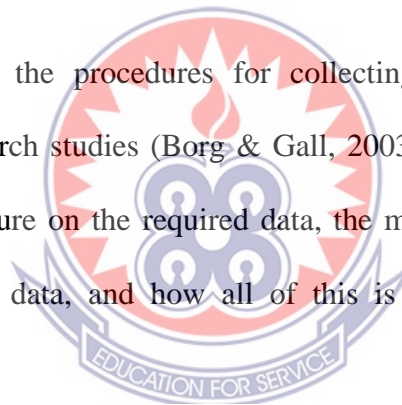 the procedures for collecting,
rch studies (Borg & Gall, 2003
ure on the required data, the m
data, and how all of this is
EDUCATION FOR SERVICE